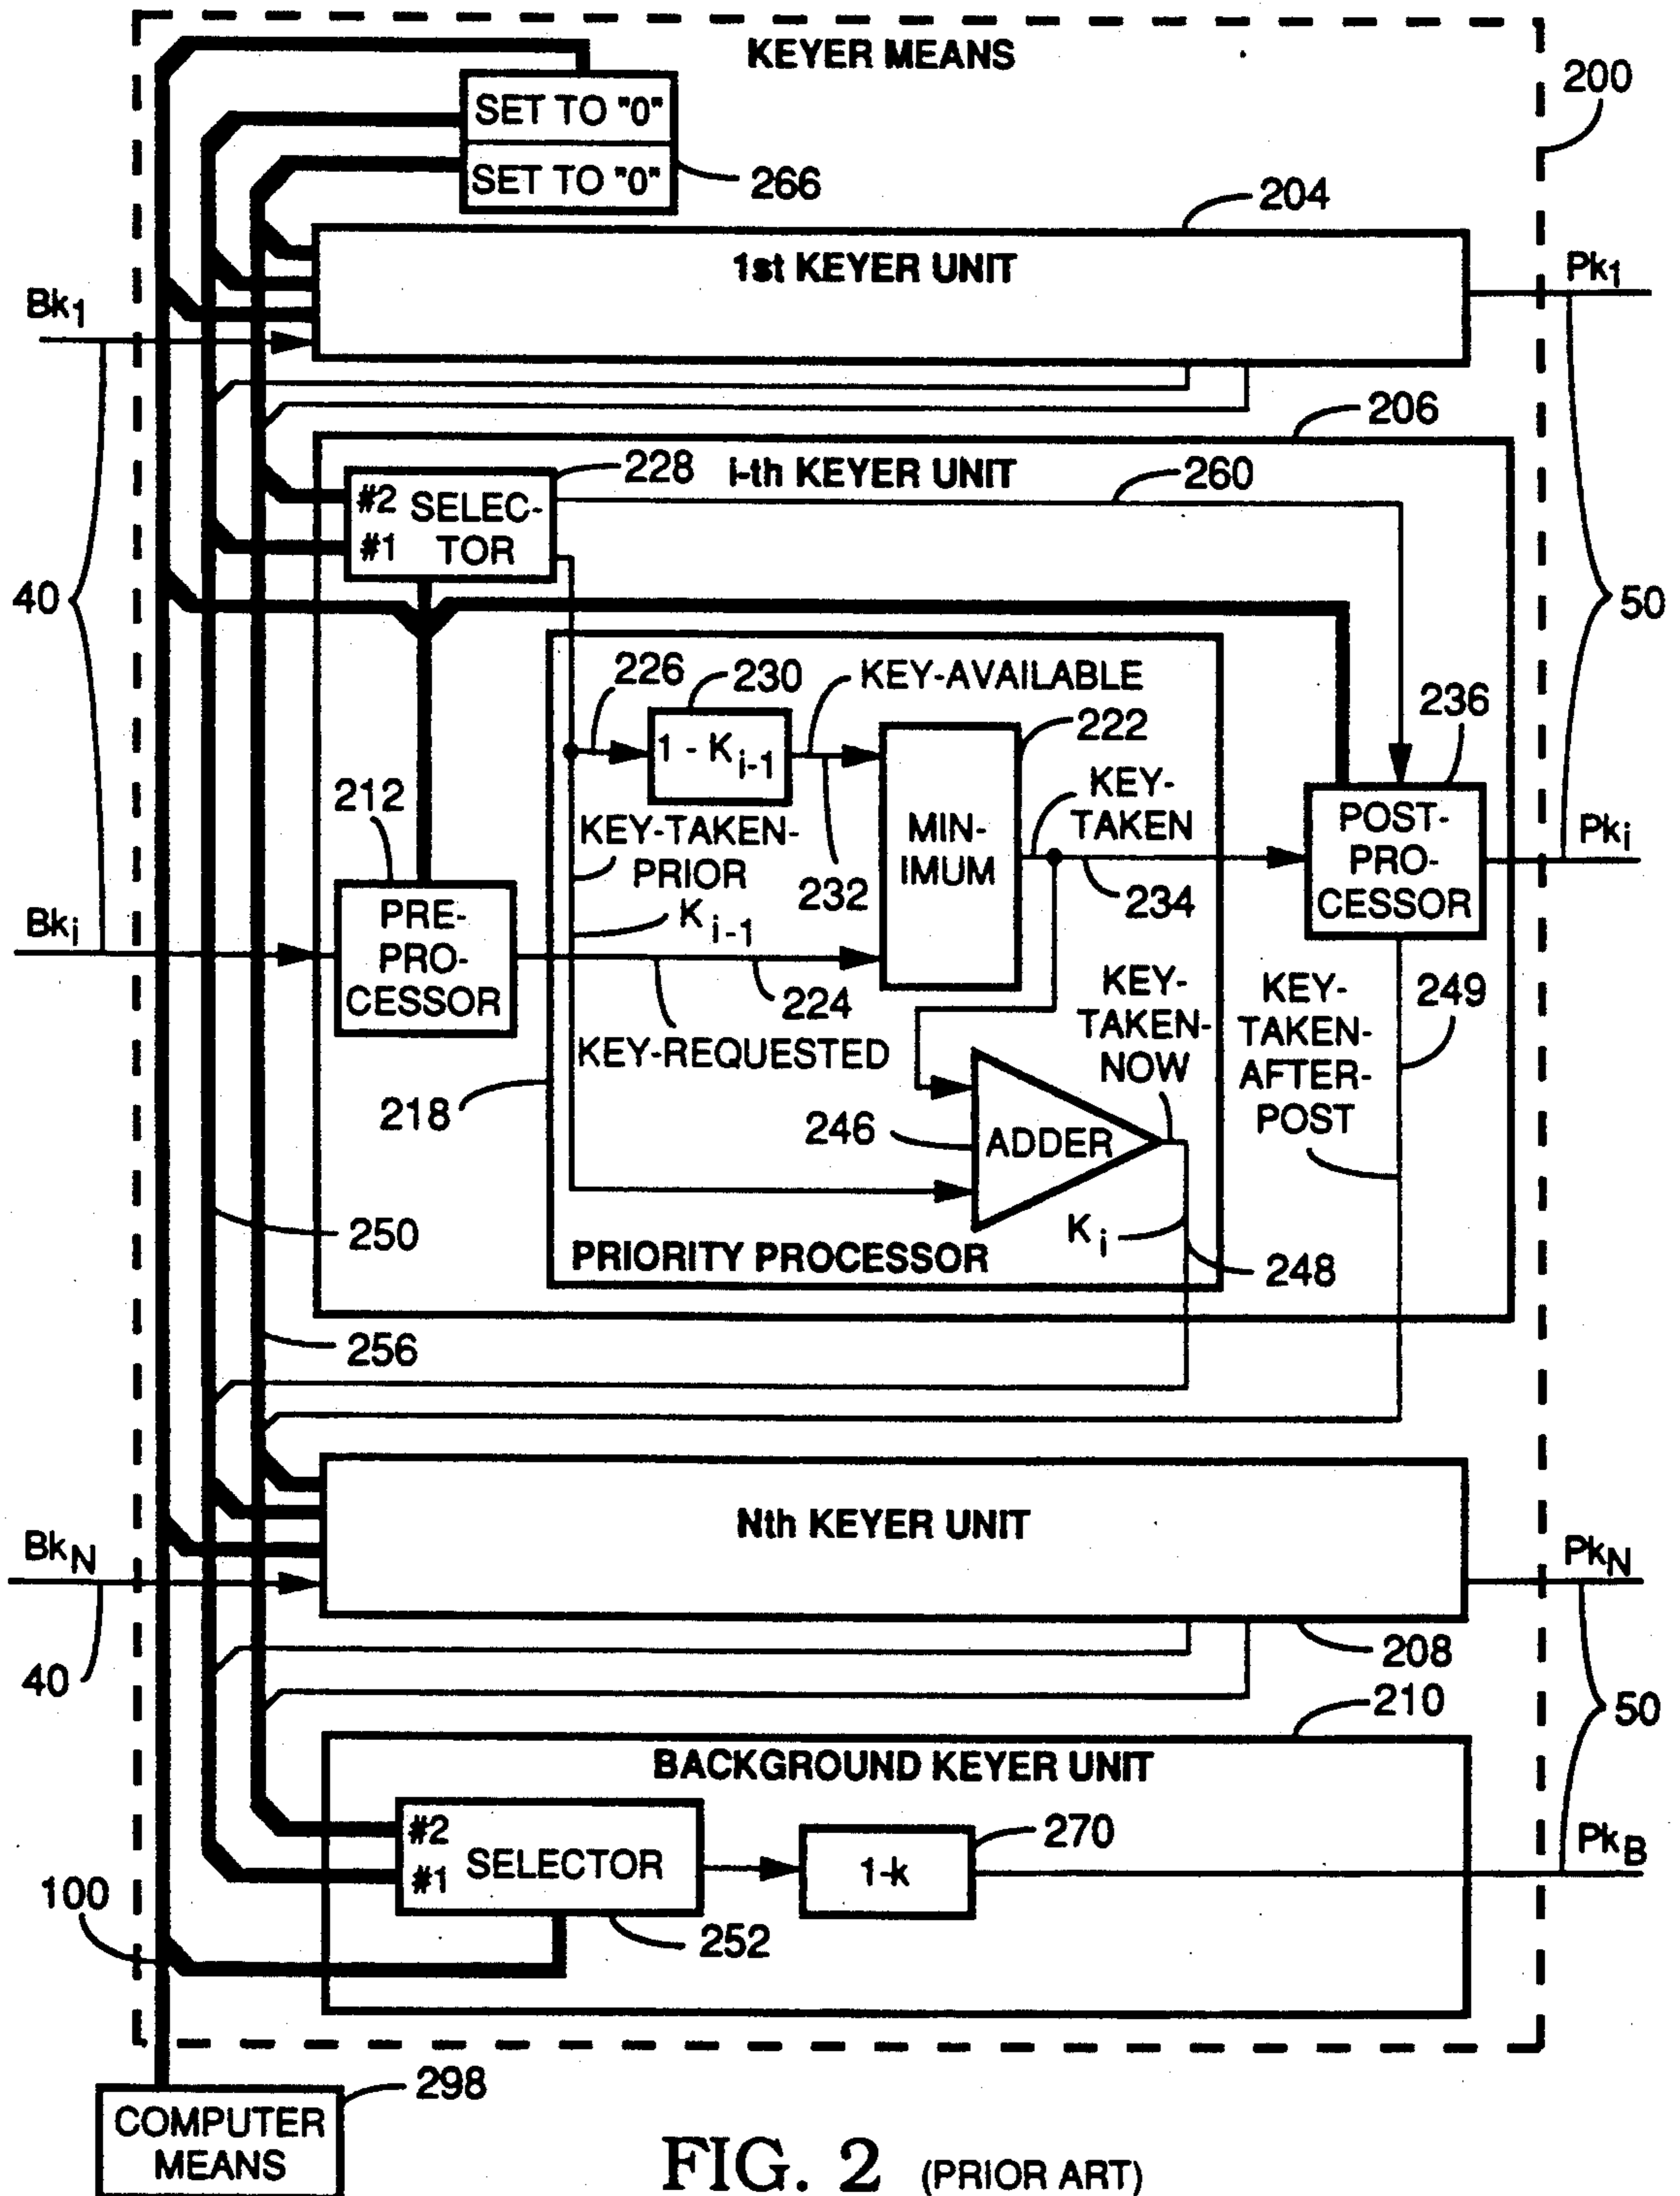 KEYER MEANS
200
SET TO "0"
SET TO "0"
266
204
1st KEYER UNIT
Pk1
Bk1
206
i-th KEYER UNIT
228
260
#2 SELEC-
#1 TOR
40
50
226
230
KEY-AVAILABLE
236
1 - Ki-1
222
212
KEY-TAKEN-
PRIOR
232
MIN-
IMUM
KEY-
TAKEN
234
POST-
PRO-
CESSOR
Pki
Bki
PRE-
PRO-
CESSOR
Ki-1
224
KEY-REQUESTED
KEY-
TAKEN-
NOW
KEY-
TAKEN-
AFTER-
POST
249
218
246
ADDER
250
Ki
PRIORITY PROCESSOR
248
256
Nth KEYER UNIT
BkN
PkN
40
208
210
50
BACKGROUND KEYER UNIT
#2
#1
SELECTOR
270
1-k
PkB
100
252
298
COMPUTER
MEANS
FIG. 2 (PRIOR ART)